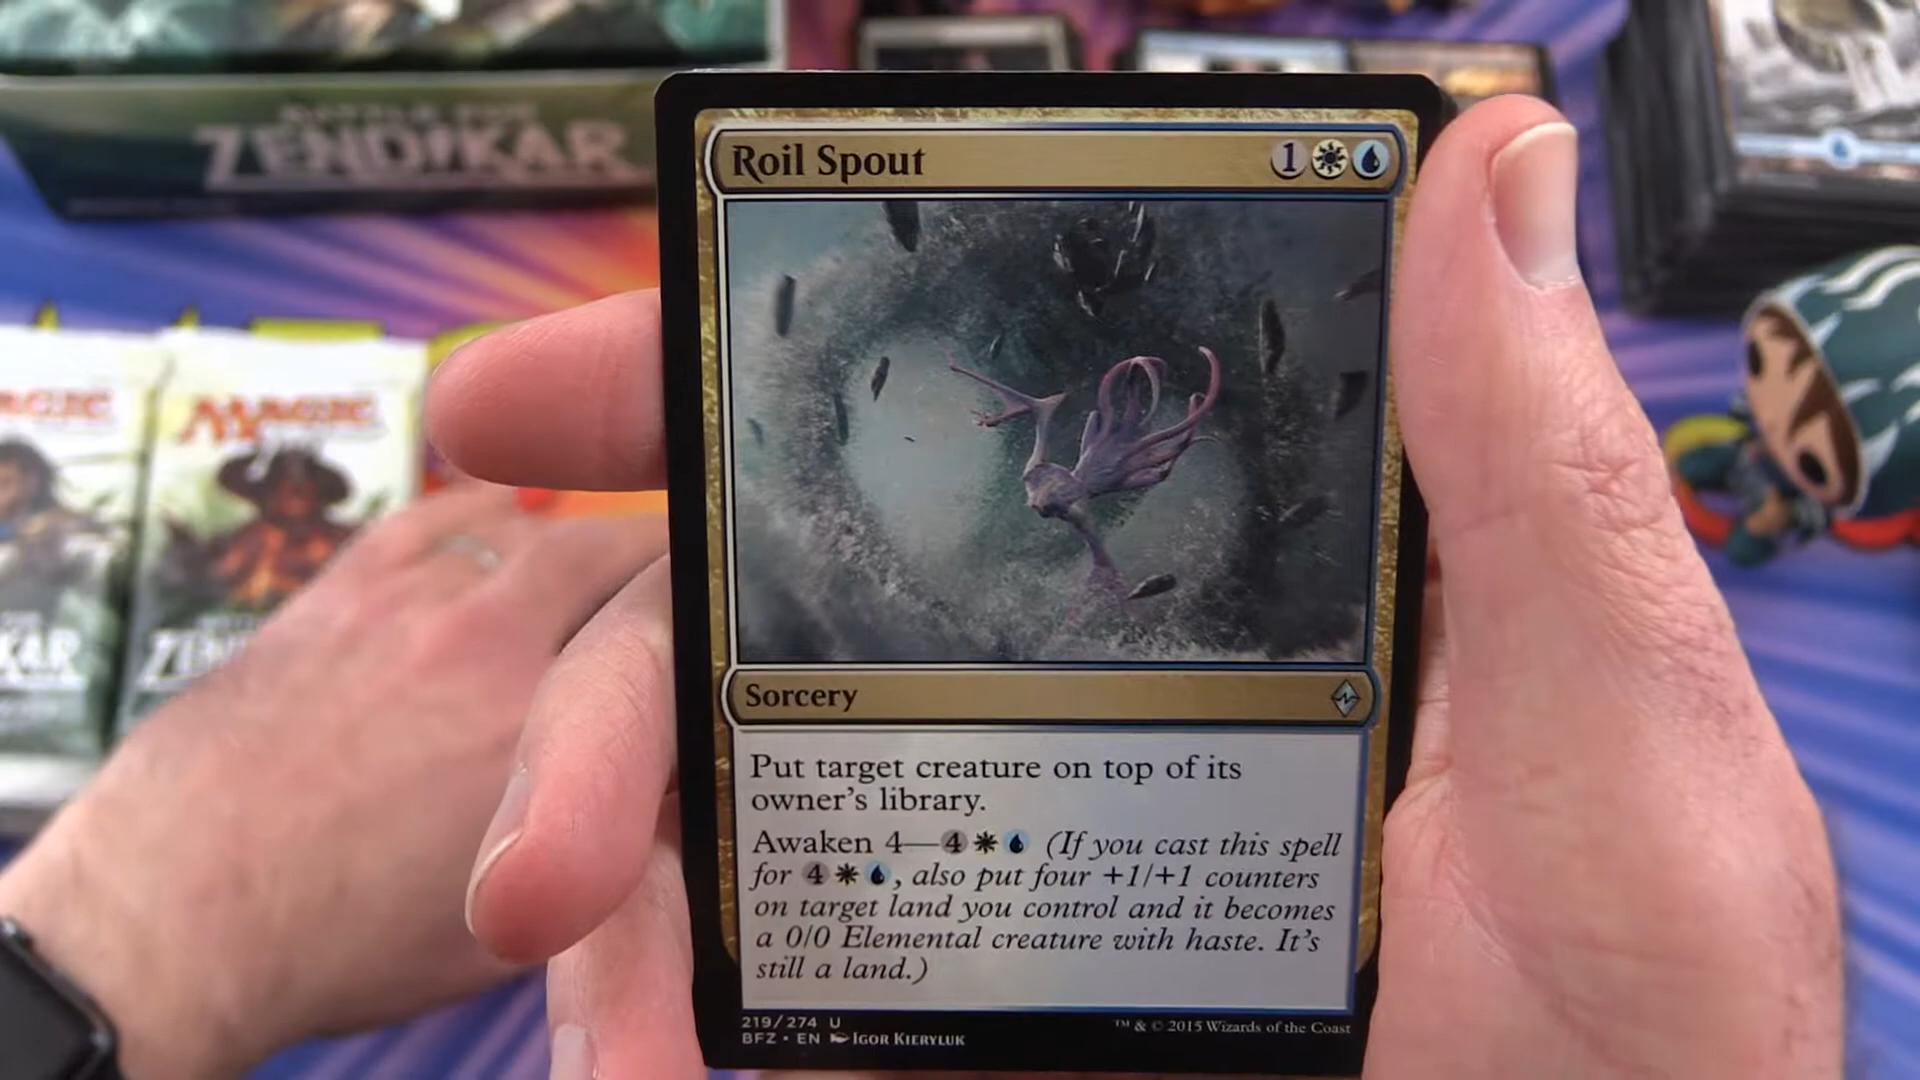 BATTLE FOR
ZENDIKAR
Roil Spout 1
MAGIC
MAGIC
Sorcery
Put target creature on top of its
owner's library.
Awaken 4—4 (If you cast this spell
for 4, also put four +1/+1 counters
on target land you control and it becomes
a 0/0 Elemental creature with haste. It's
still a land.)
219/274 U
BFZ • EN IGOR KIERYLUK
™ & © 2015 Wizards of the Coast